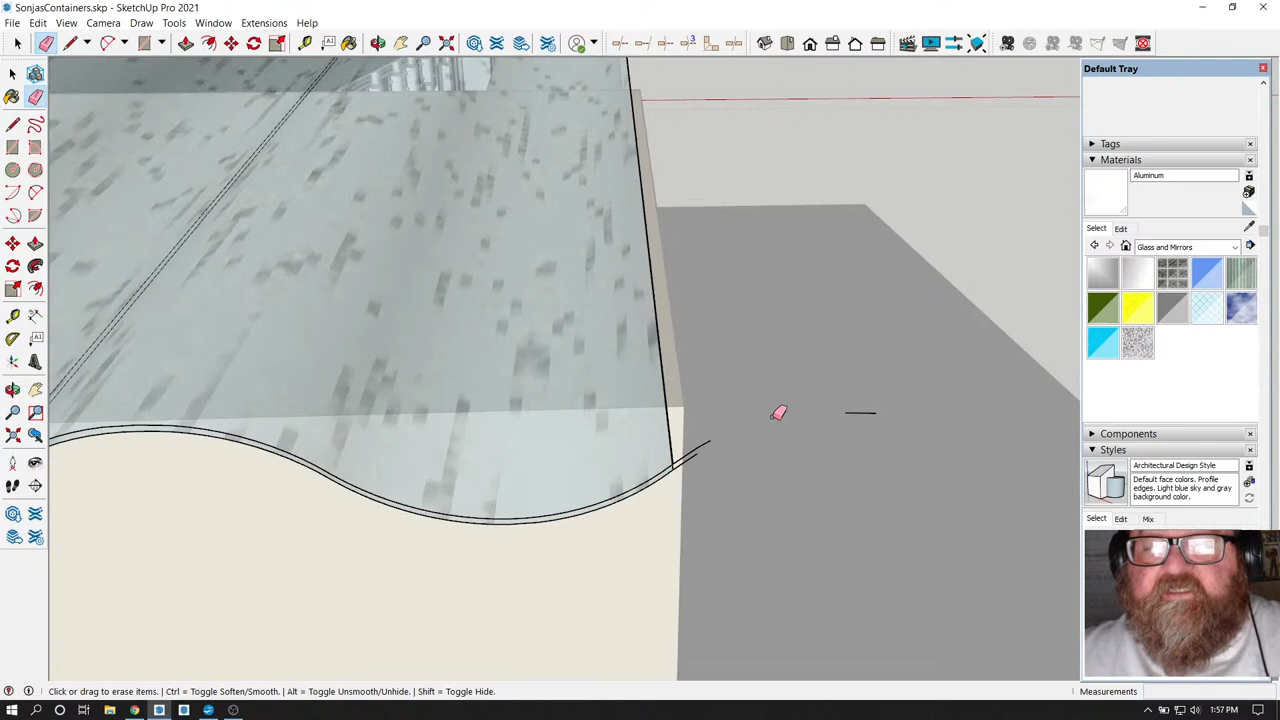 SonjasContainers.skp - SketchUp Pro 2021
File Edit View Camera Draw Tools Window Extensions Help
3
Default Tray
Tags
Materials
Aluminum
Select Edit
Glass and Mirrors
Components
Styles
Architectural Design Style
Default face colors. Profile edges. Light blue sky and gray background color.
Select Edit Mix
Click or drag to erase items. | Ctrl = Toggle Soften/Smooth. | Alt = Toggle Unsmooth/Unhide. | Shift = Toggle Hide.
Measurements
1:57 PM